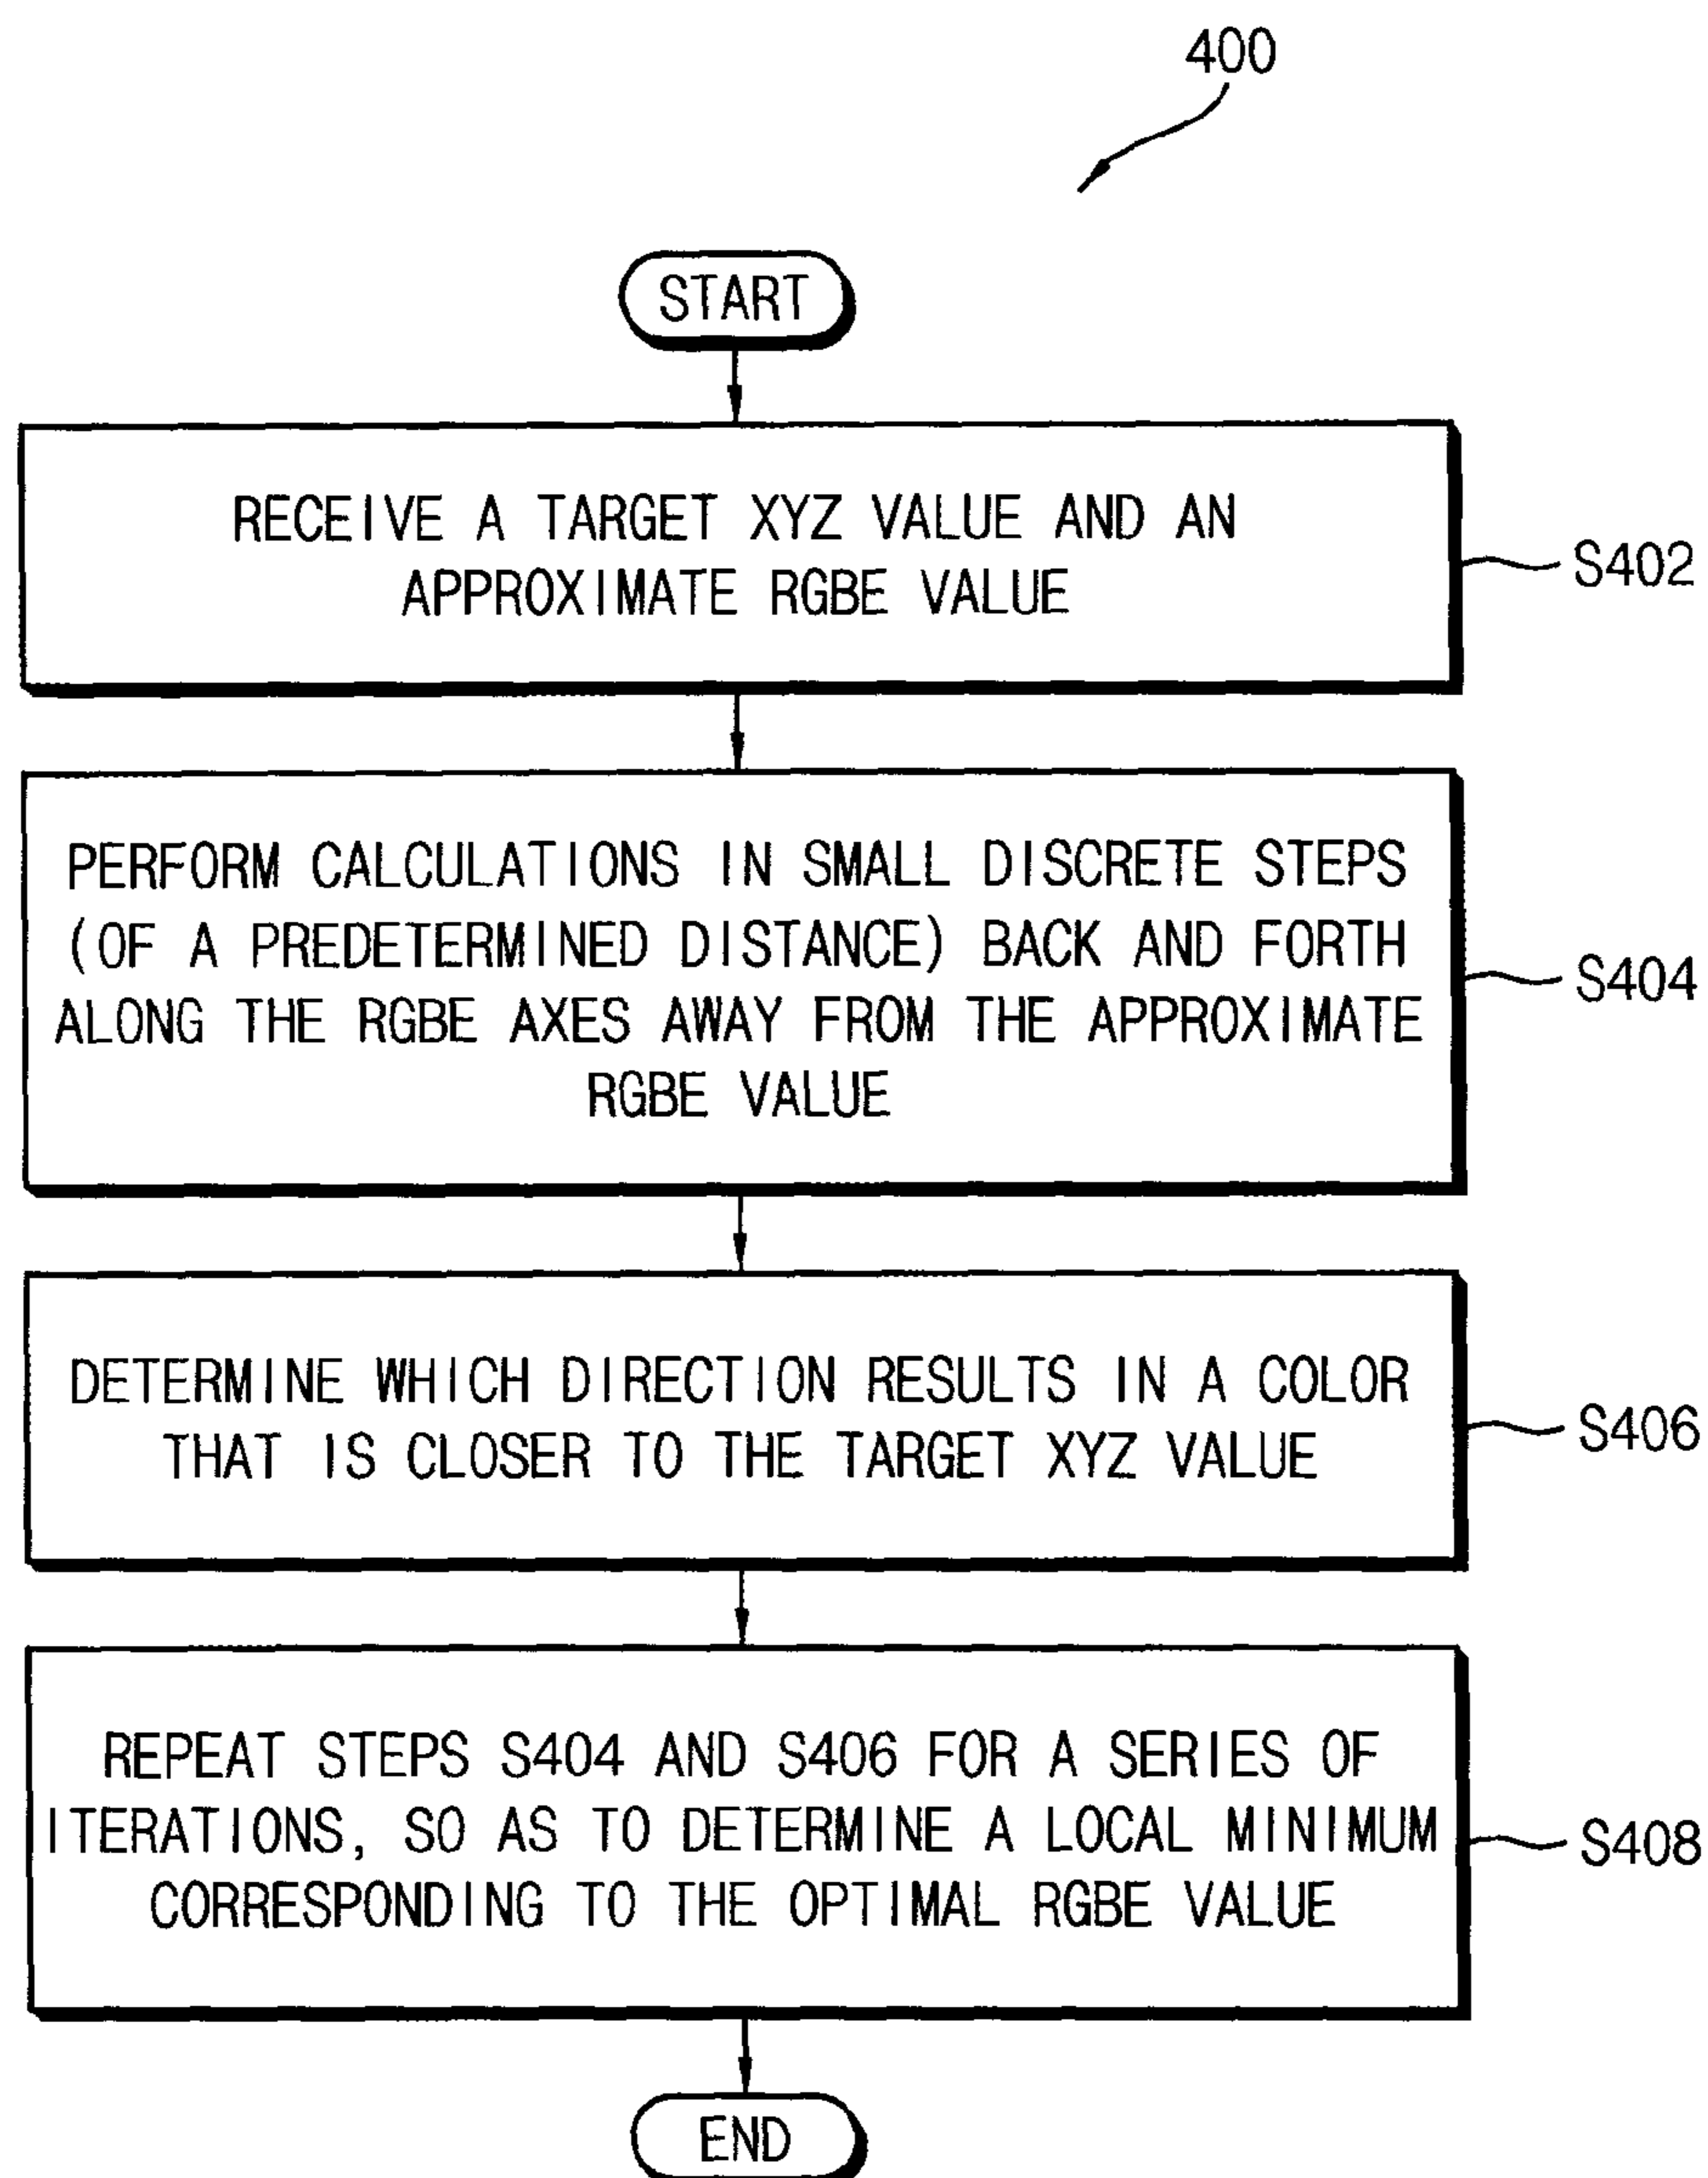 400
START
RECEIVE A TARGET XYZ VALUE AND AN
APPROXIMATE RGBE VALUE
S402
PERFORM CALCULATIONS IN SMALL DISCRETE STEPS
(OF A PREDETERMINED DISTANCE) BACK AND FORTH
ALONG THE RGBE AXES AWAY FROM THE APPROXIMATE
RGBE VALUE
S404
DETERMINE WHICH DIRECTION RESULTS IN A COLOR
THAT IS CLOSER TO THE TARGET XYZ VALUE
S406
REPEAT STEPS S404 AND S406 FOR A SERIES OF
ITERATIONS, SO AS TO DETERMINE A LOCAL MINIMUM
CORRESPONDING TO THE OPTIMAL RGBE VALUE
S408
END